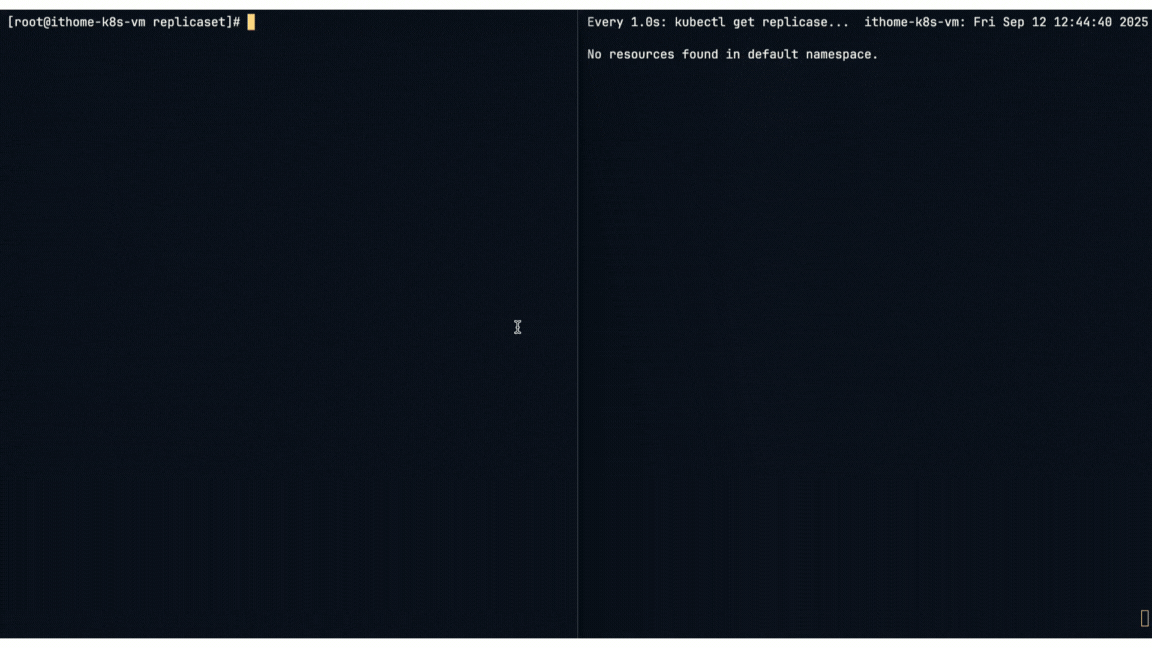 [root@ithome-k8s-vm replicaset]#
Every 1.0s: kubectl get replicase...  ithome-k8s-vm: Fri Sep 12 12:44:40 2025
No resources found in default namespace.